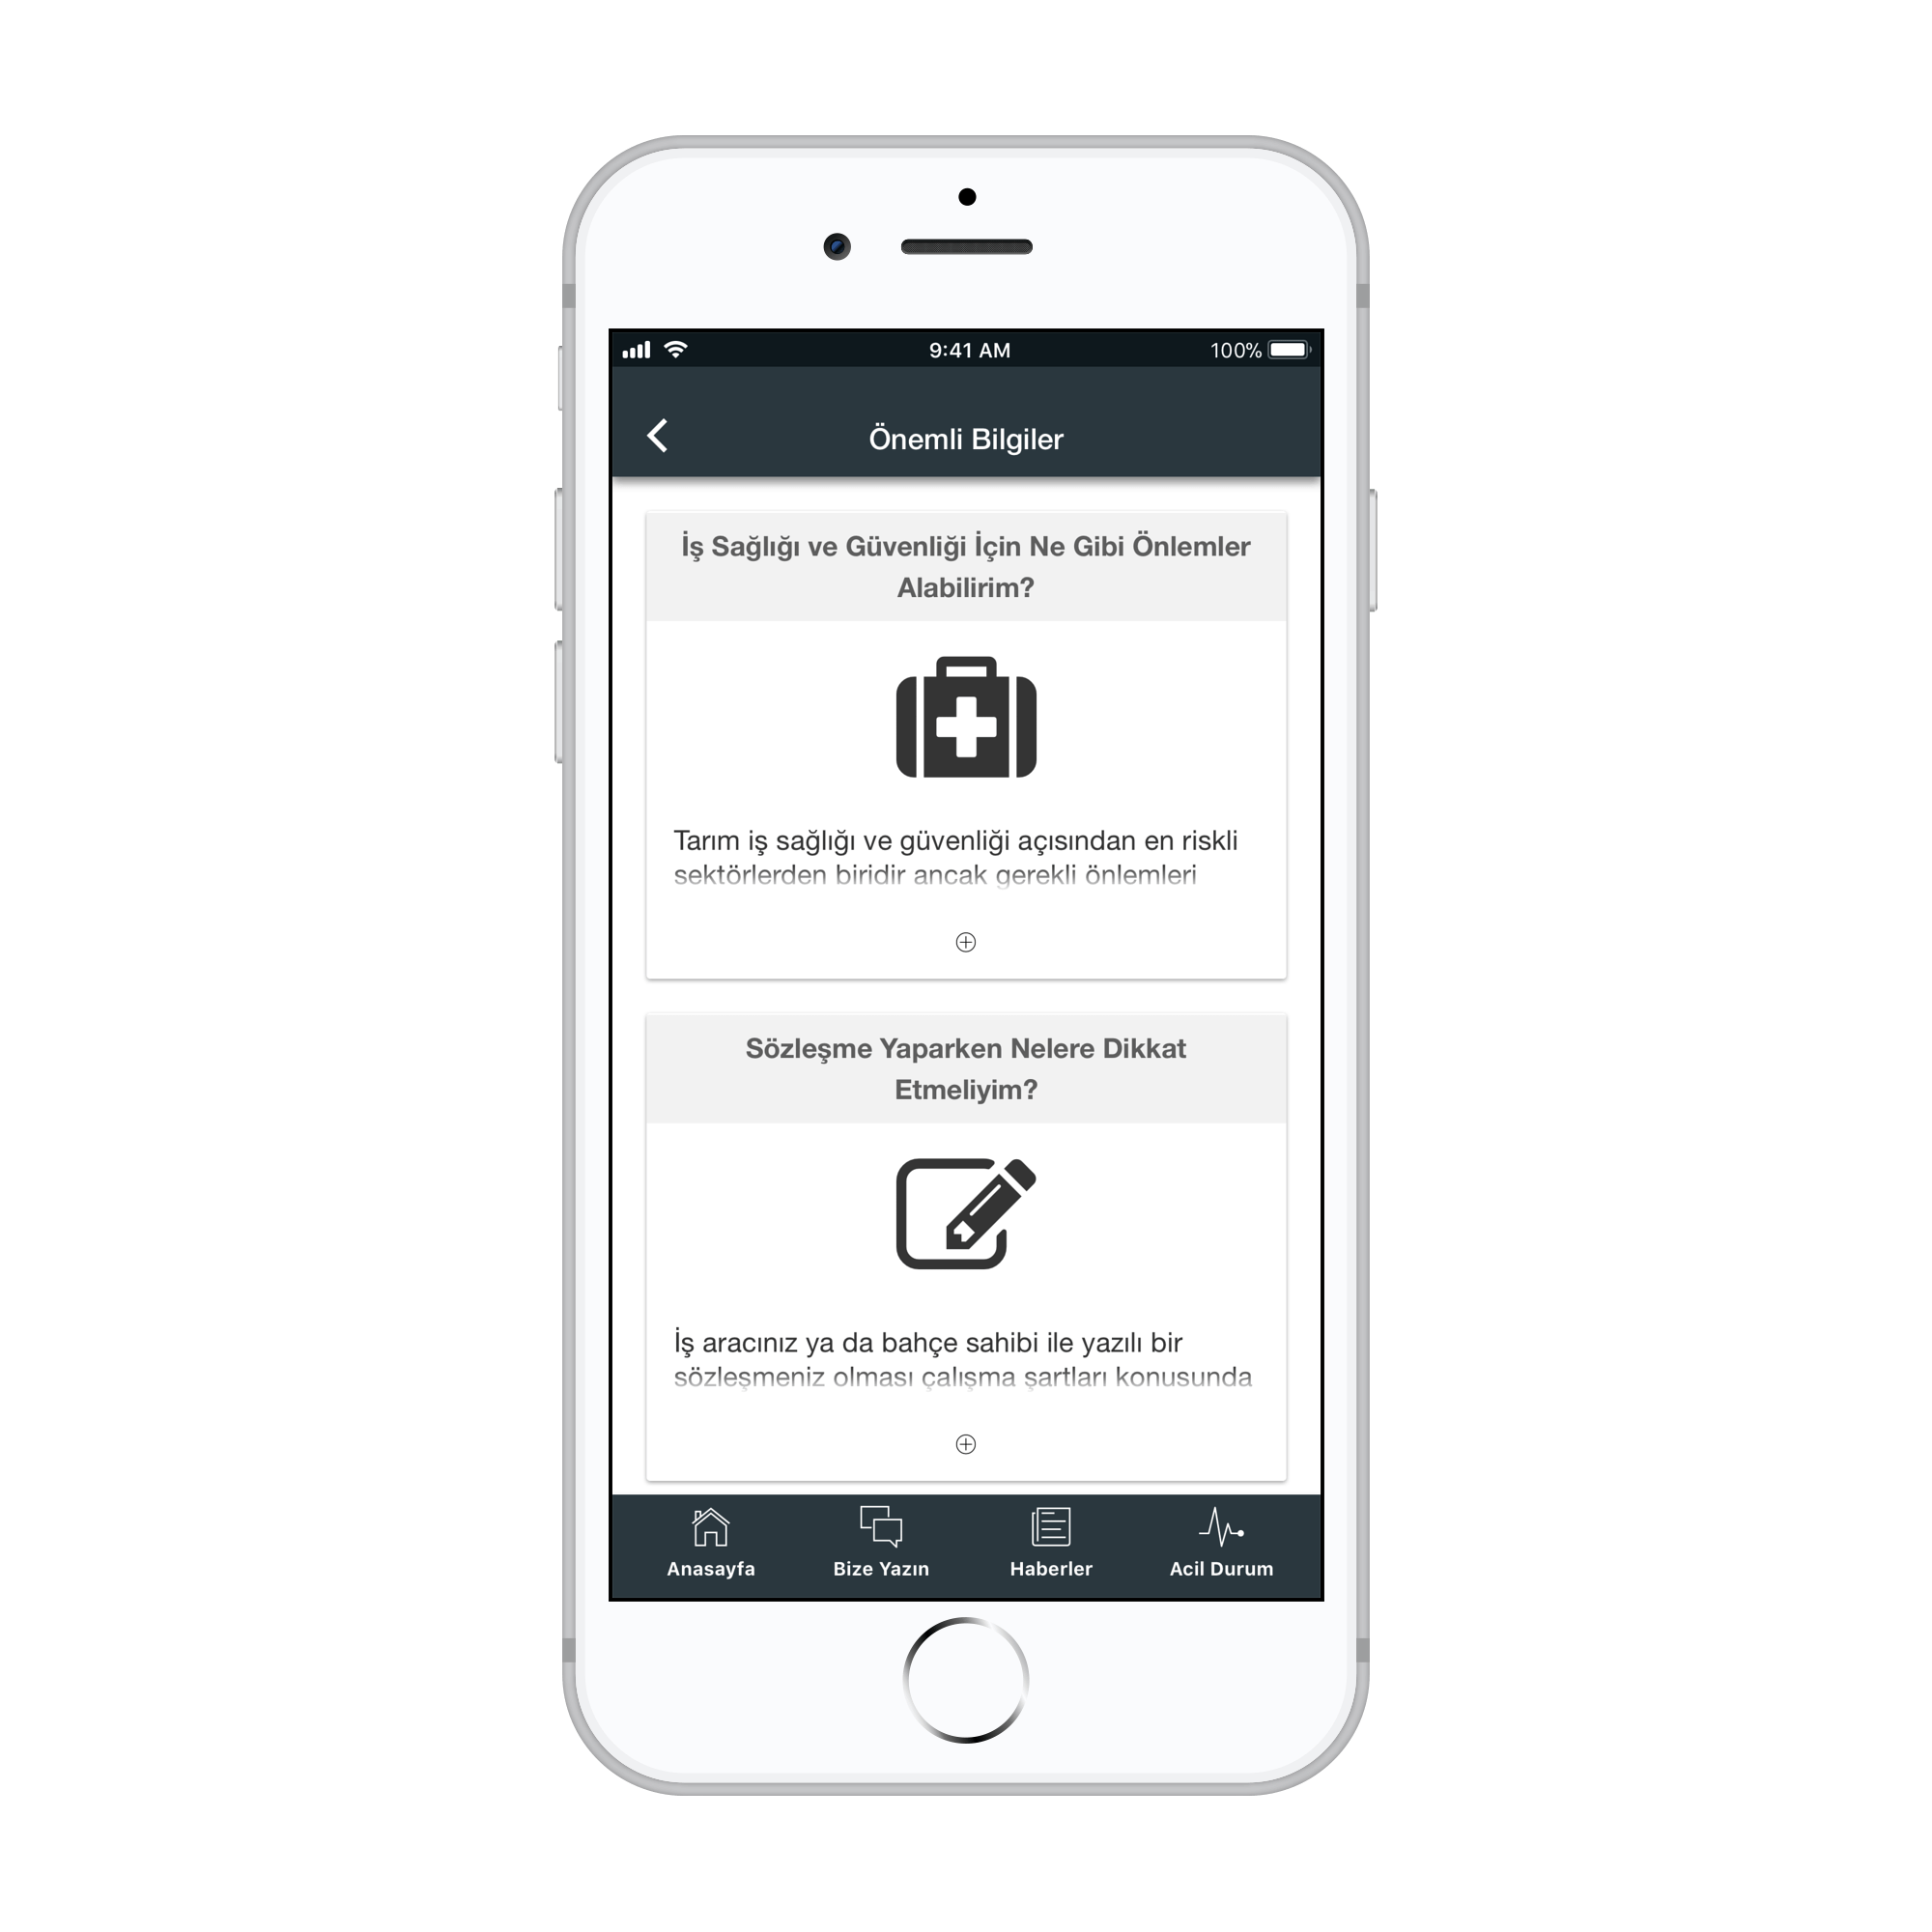 9:41 AM
100%
Önemli Bilgiler
İş Sağlığı ve Güvenliği İçin Ne Gibi Önlemler
Alabilirim?
Tarım iş sağlığı ve güvenliği açısından en riskli
sektörlerden biridir ancak gerekli önlemleri
Sözleşme Yaparken Nelere Dikkat
Etmeliyim?
İş aracınız ya da bahçe sahibi ile yazılı bir
sözleşmeniz olması çalışma şartları konusunda
Anasayfa
Bize Yazın
Haberler
Acil Durum